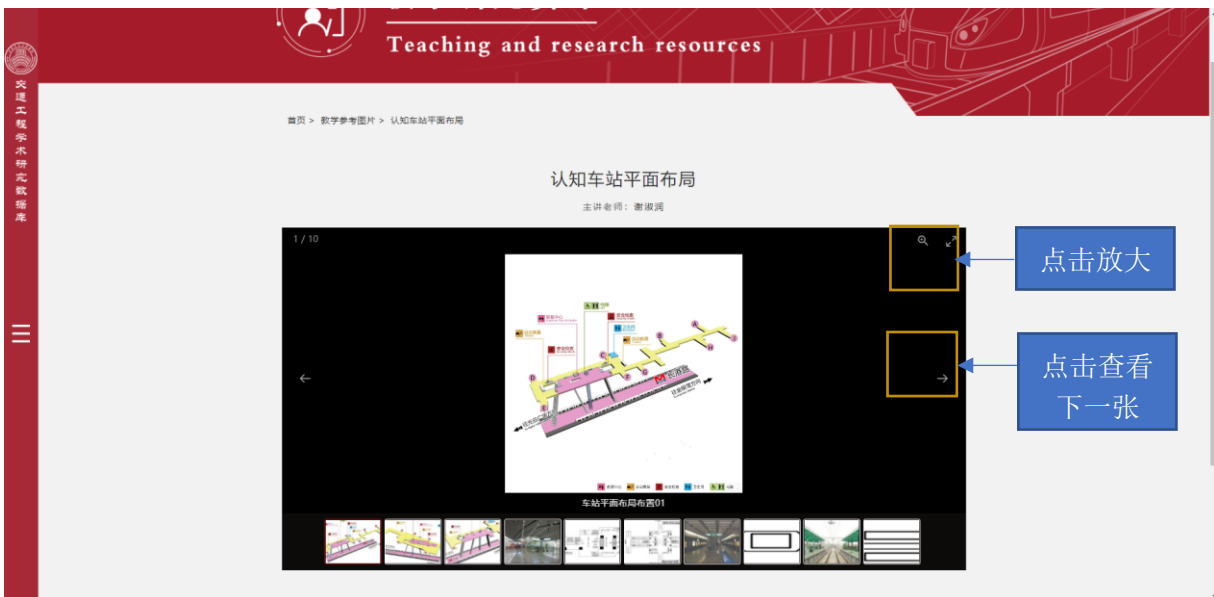 Teaching and research resources
交通工程学术研究数据库
首页 > 教学参考图片 > 认知车站平面布局
认知车站平面布局
主讲老师：谢淑润
1 / 10
点击放大
点击查看
下一张
A
B
C
D
E
F
G
H
J
车站平面布局布置01